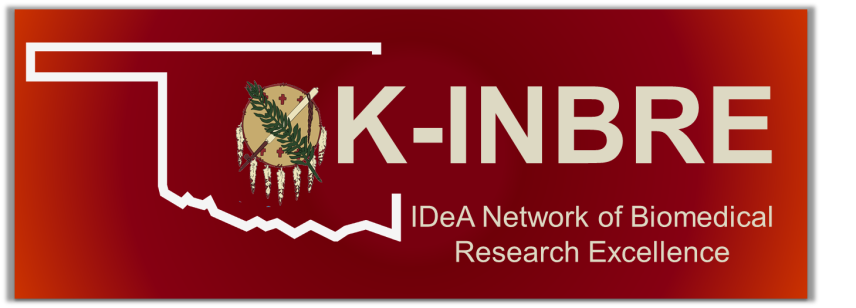 K-INBRE
IDeA Network of Biomedical
Research Excellence